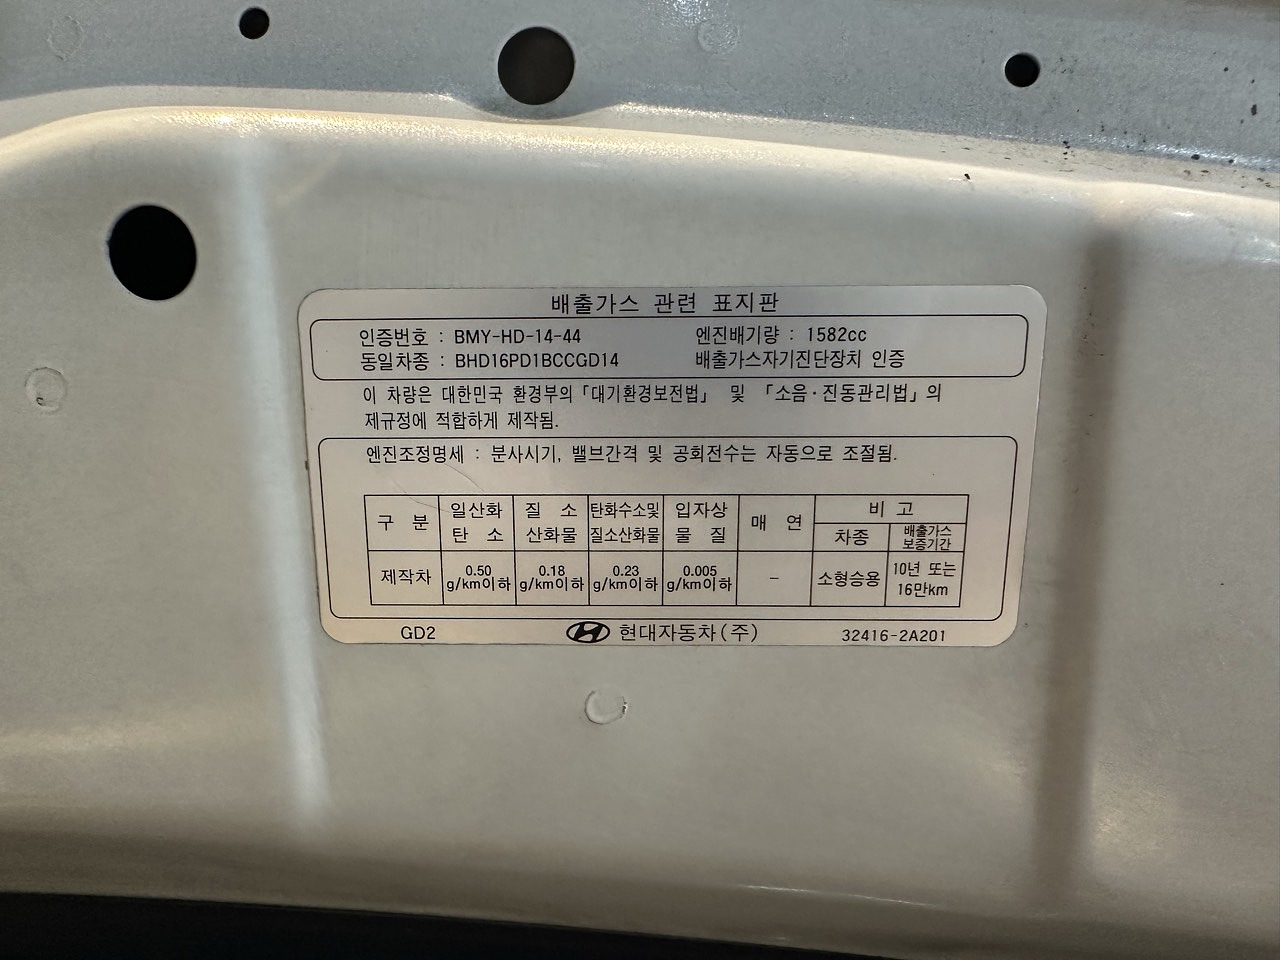 배출가스 관련 표지판
인증번호 : BMY-HD-14-44 엔진배기량 : 1582cc
동일차종 : BHD16PD1BCCGD14 배출가스자기진단장치 인증
이 차량은 대한민국 환경부의 「대기환경보전법」 및 「소음·진동관리법」의
제규정에 적합하게 제작됨.
엔진조정명세 : 분사시기, 밸브간격 및 공회전수는 자동으로 조절됨.
구 분 일산화 탄 소 질 소 산화물 탄화수소및 질소산화물 입자상 물 질 매 연 비 고
차종 배출가스 보증기간
제작차 0.50 g/km이하 0.18 g/km이하 0.23 g/km이하 0.005 g/km이하 - 소형승용 10년 또는 16만km
GD2 현대자동차(주) 32416-2A201